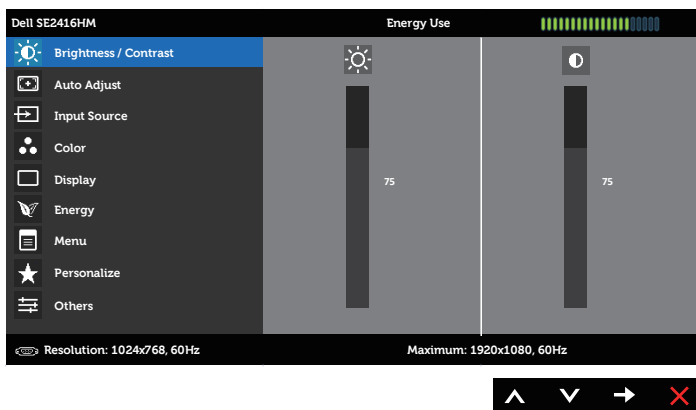 Dell SE2416HM
Energy Use
Brightness / Contrast
Auto Adjust
Input Source
Color
Display
75
75
Energy
Menu
Personalize
Others
Resolution: 1024x768, 60Hz
Maximum: 1920x1080, 60Hz